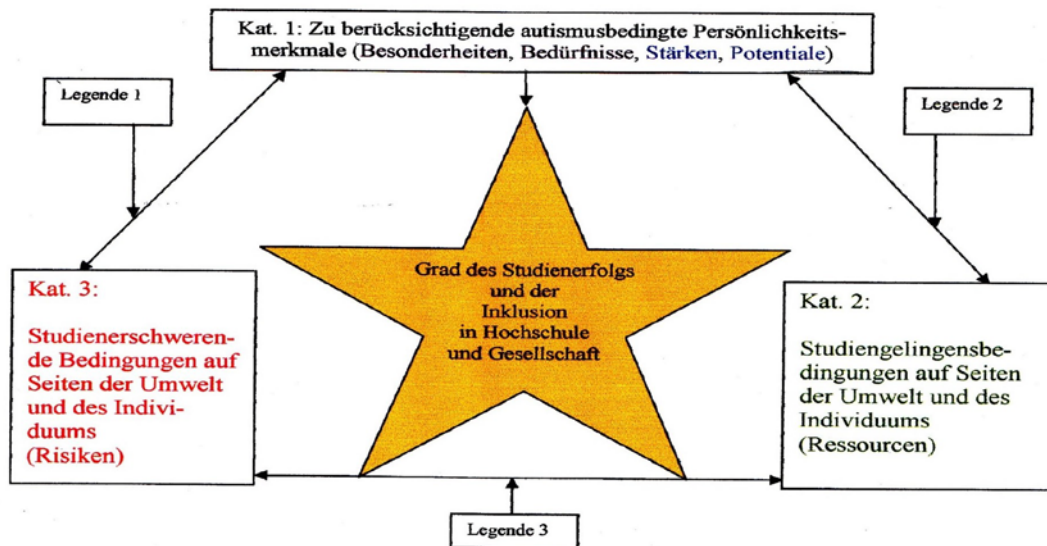 Kat. 1: Zu berücksichtigende autismusbedingte Persönlichkeits-
merkmale (Besonderheiten, Bedürfnisse, Stärken, Potentiale)
Legende 1
Legende 2
Grad des Studienerfolgs
und der
Inklusion
in Hochschule
und Gesellschaft
Kat. 3:
Studienerschweren-
de Bedingungen auf
Seiten der Umwelt
und des Indivi-
duums
(Risiken)
Kat. 2:
Studiengelingensbe-
dingungen auf Seiten
der Umwelt und des
Individuums
(Ressourcen)
Legende 3